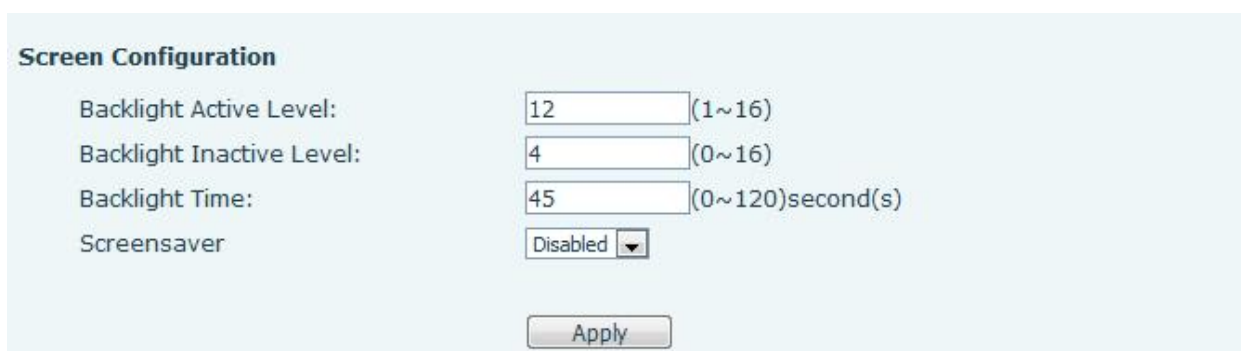 Screen Configuration
Backlight Active Level: 12 (1~16)
Backlight Inactive Level: 4 (0~16)
Backlight Time: 45 (0~120)second(s)
Screensaver Disabled
Apply